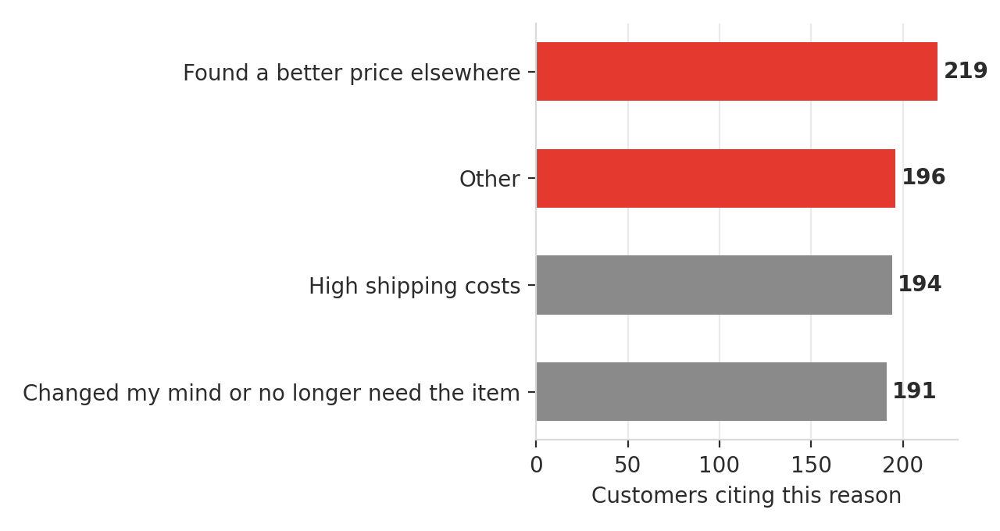 Found a better price elsewhere 219
Other 196
High shipping costs 194
Changed my mind or no longer need the item 191
0 50 100 150 200
Customers citing this reason